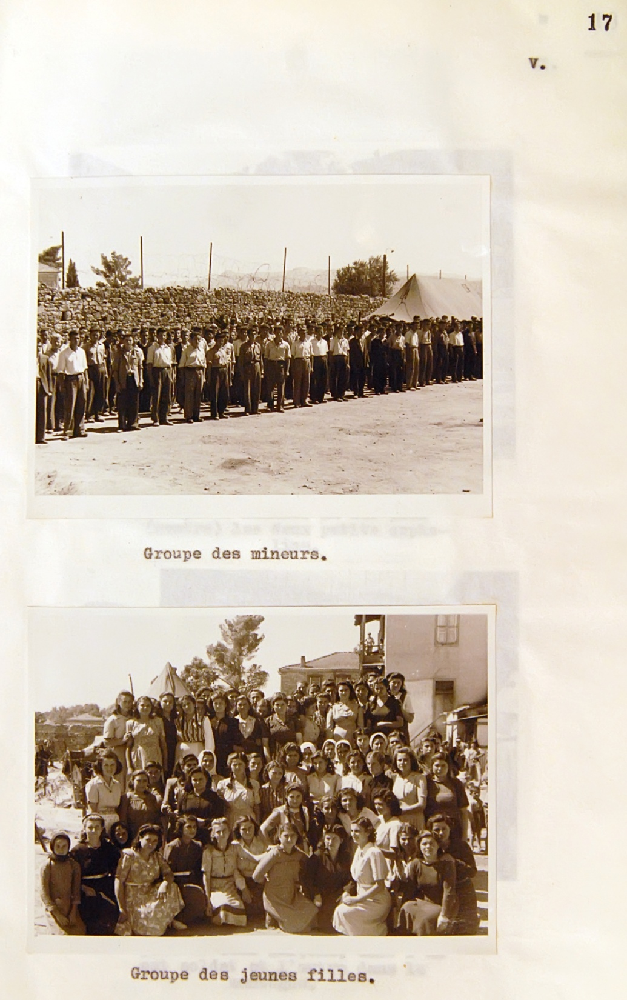 17
V.
Groupe des mineurs.
Groupe des jeunes filles.